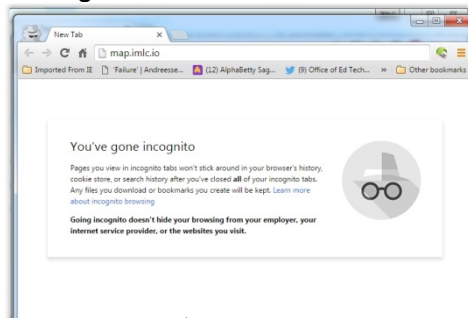 New Tab
map.imlc.io
Imported From IE 'Failure' | Andreesse... (12) AlphaBetty Sag... (9) Office of Ed Tech... » Other bookmarks
You've gone incognito
Pages you view in incognito tabs won't stick around in your browser's history,
cookie store, or search history after you've closed all of your incognito tabs.
Any files you download or bookmarks you create will be kept. Learn more
about incognito browsing
Going incognito doesn't hide your browsing from your employer, your
internet service provider, or the websites you visit.